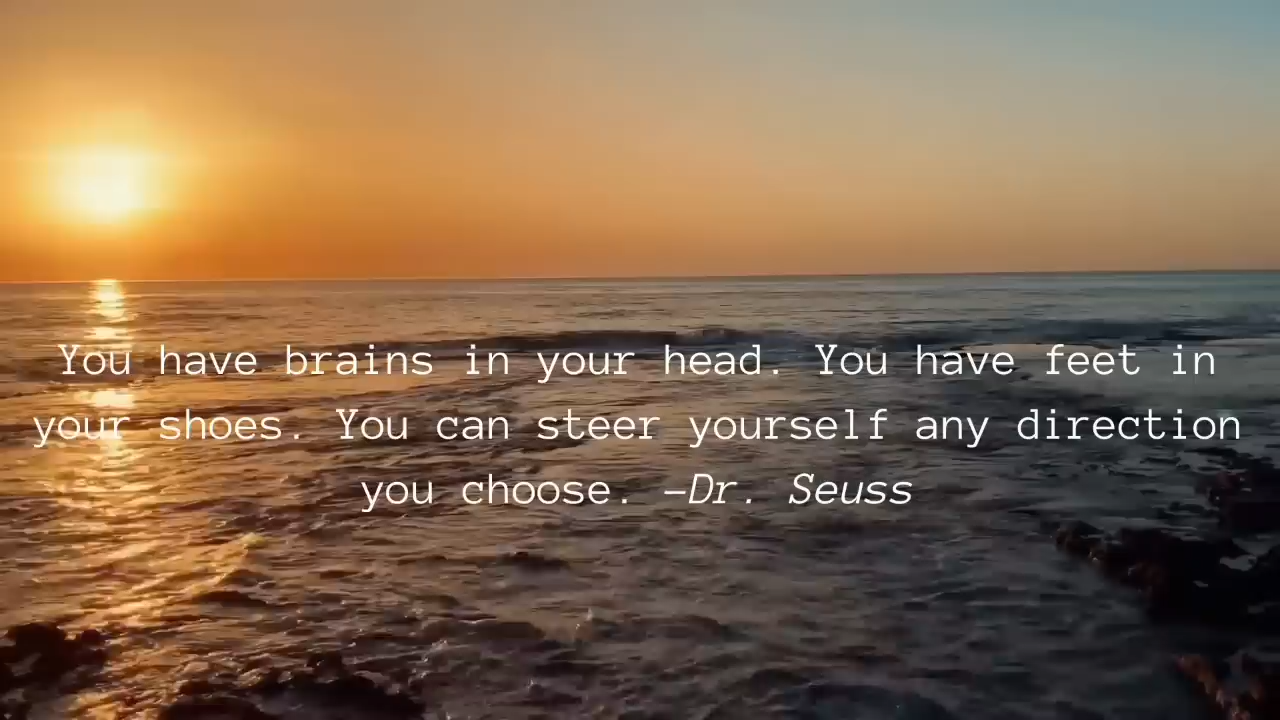 You have brains in your head. You have feet in
your shoes. You can steer yourself any direction
you choose. –Dr. Seuss